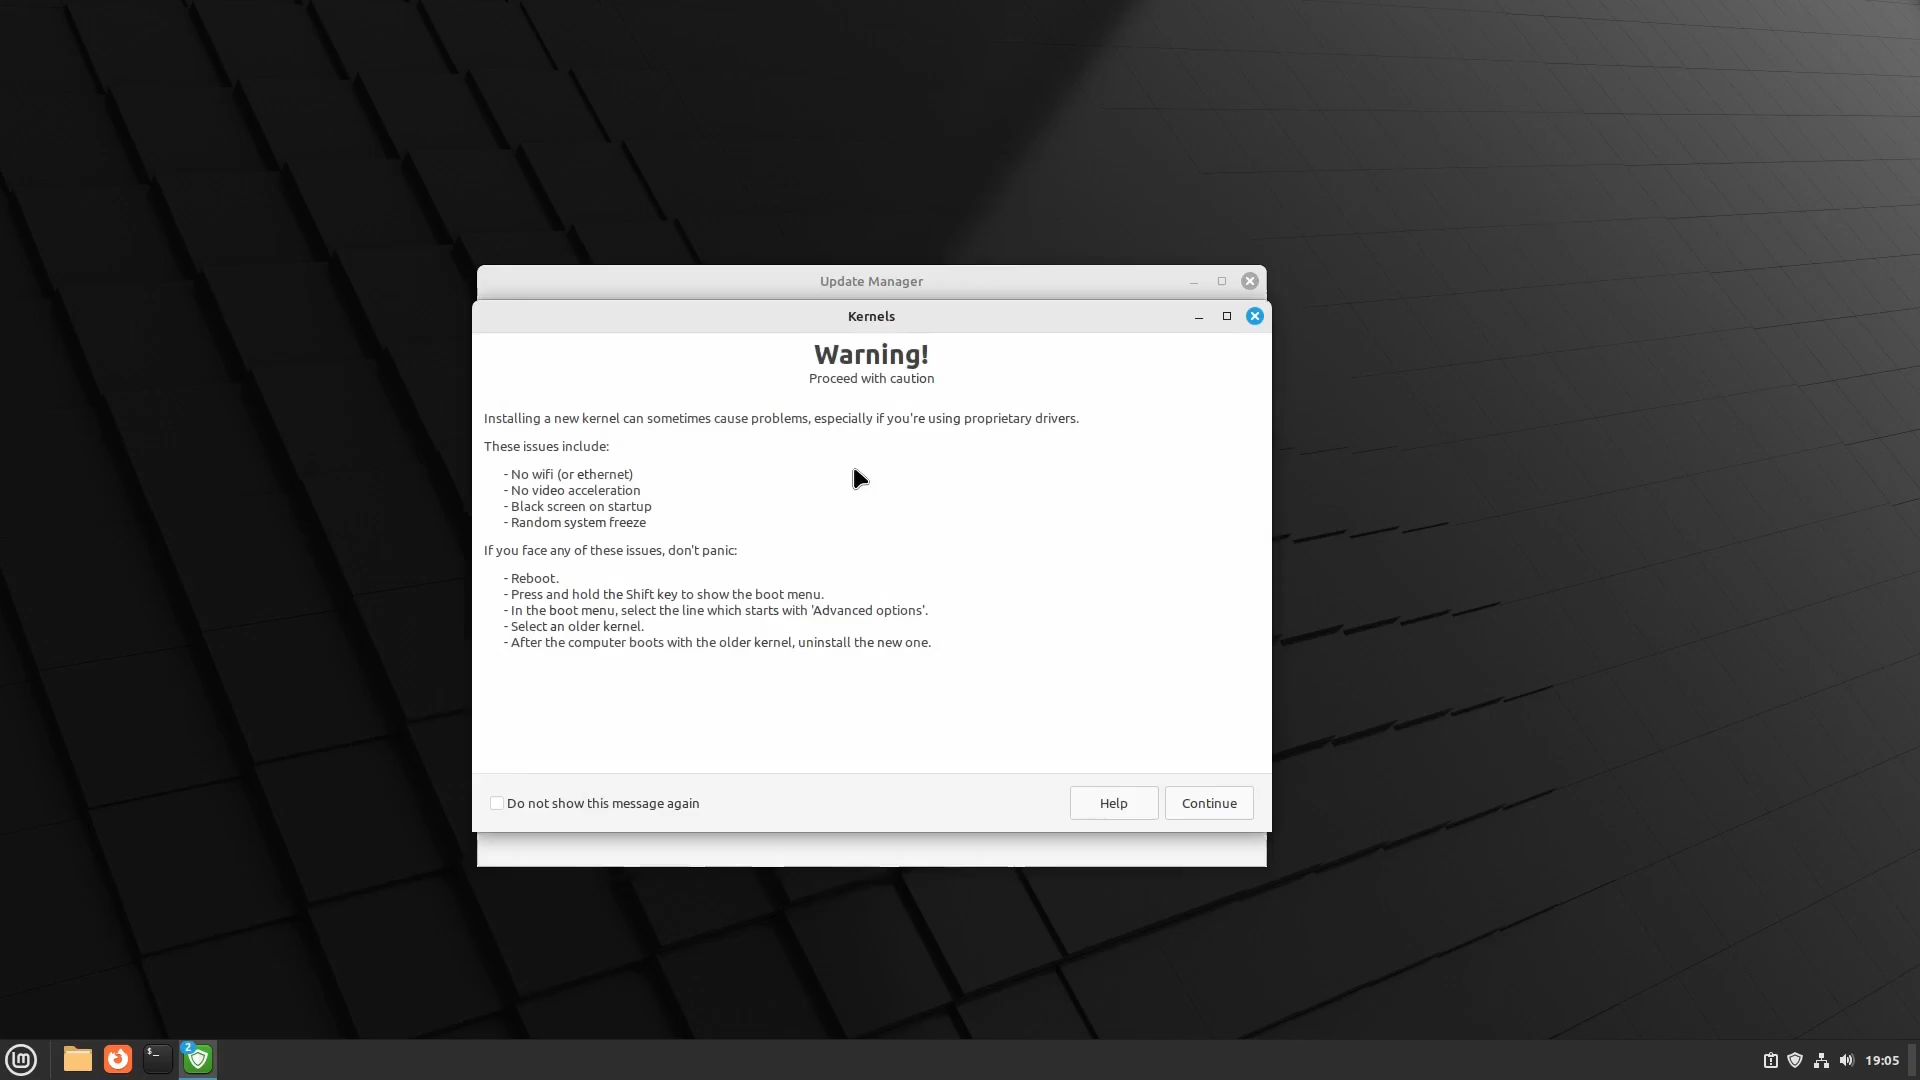 Update Manager
Kernels
Warning!
Proceed with caution
Installing a new kernel can sometimes cause problems, especially if you're using proprietary drivers.
These issues include:
- No wifi (or ethernet)
- No video acceleration
- Black screen on startup
- Random system freeze
If you face any of these issues, don't panic:
- Reboot.
- Press and hold the Shift key to show the boot menu.
- In the boot menu, select the line which starts with 'Advanced options'.
- Select an older kernel.
- After the computer boots with the older kernel, uninstall the new one.
Do not show this message again
Help
Continue
2
19:05